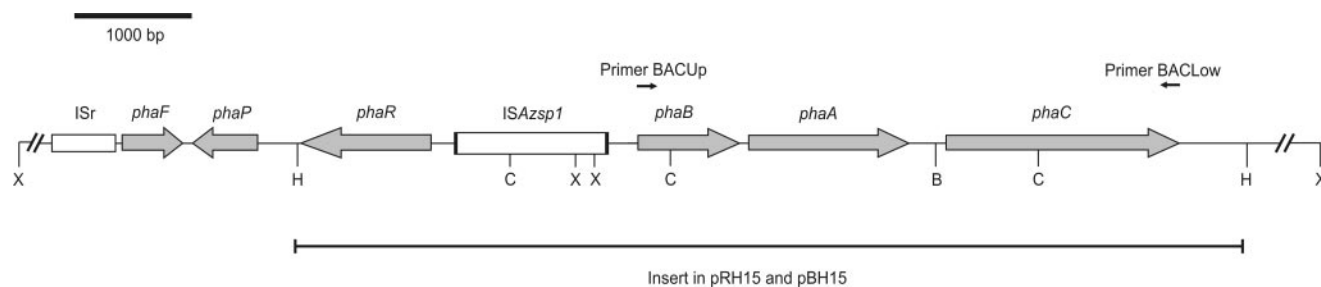 1000 bp
Primer BACUp
Primer BACLow
ISr
phaF
phaP
phaR
ISAzsp1
phaB
phaA
phaC
X
H
C
X
X
C
B
C
H
X
Insert in pRH15 and pBH15